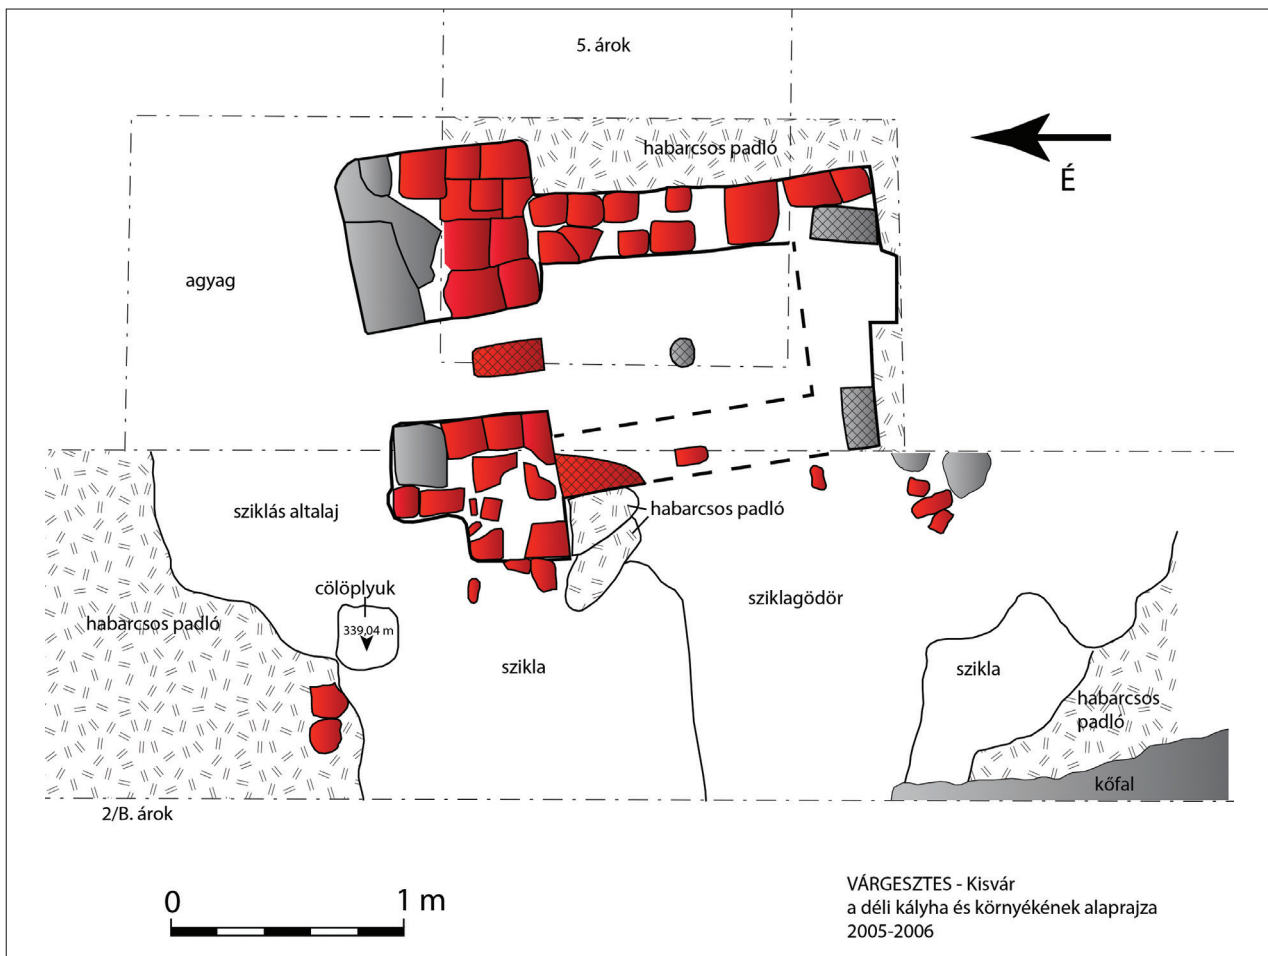 5. árok
habarcsos padló
É
agyag
sziklás altalaj
habarcsos padló
cölöplyuk
339,04 m
habarcsos padló
sziklagödör
szikla
szikla
habarcsos
padló
kőfal
2/B. árok
0
1 m
VÁRGESZTES - Kisvár
a déli kályha és környékének alaprajza
2005-2006